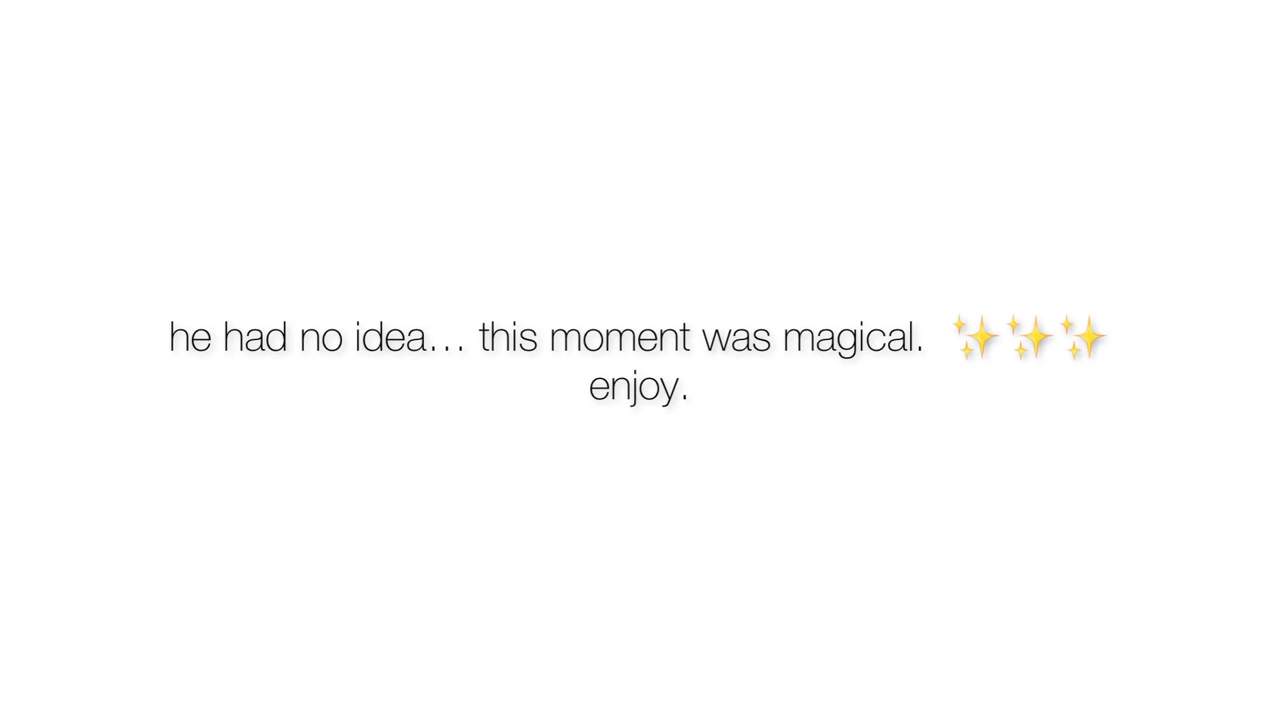 he had no idea… this moment was magical. ✨✨✨
enjoy.